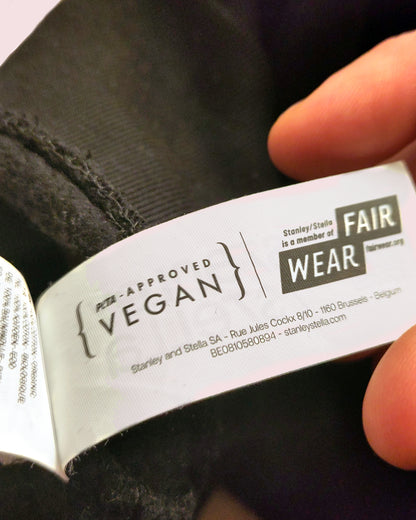 PETA-APPROVED
VEGAN
Stanley/Stella
is a member of
FAIR
WEAR
fairwear.org
Stanley and Stella SA - Rue Jules Cockx 8/10 - 1160 Brussels - Belgium
BE0810580894 - stanleystella.com